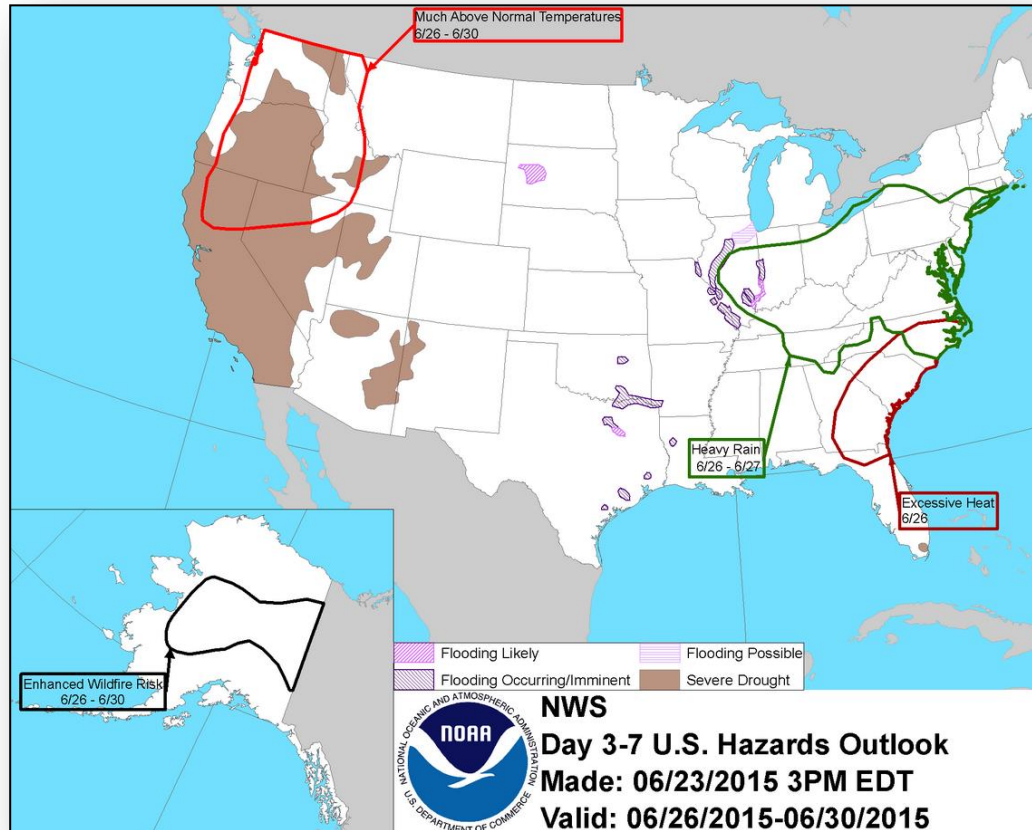 Much Above Normal Temperatures
6/26 - 6/30
Heavy Rain
6/26 - 6/27
Excessive Heat
6/26
Enhanced Wildfire Risk
6/26 - 6/30
Flooding Likely
Flooding Possible
Flooding Occurring/Imminent
Severe Drought
NATIONAL OCEANIC AND ATMOSPHERIC ADMINISTRATION
NOAA
U.S. DEPARTMENT OF COMMERCE
NWS
Day 3-7 U.S. Hazards Outlook
Made: 06/23/2015 3PM EDT
Valid: 06/26/2015-06/30/2015